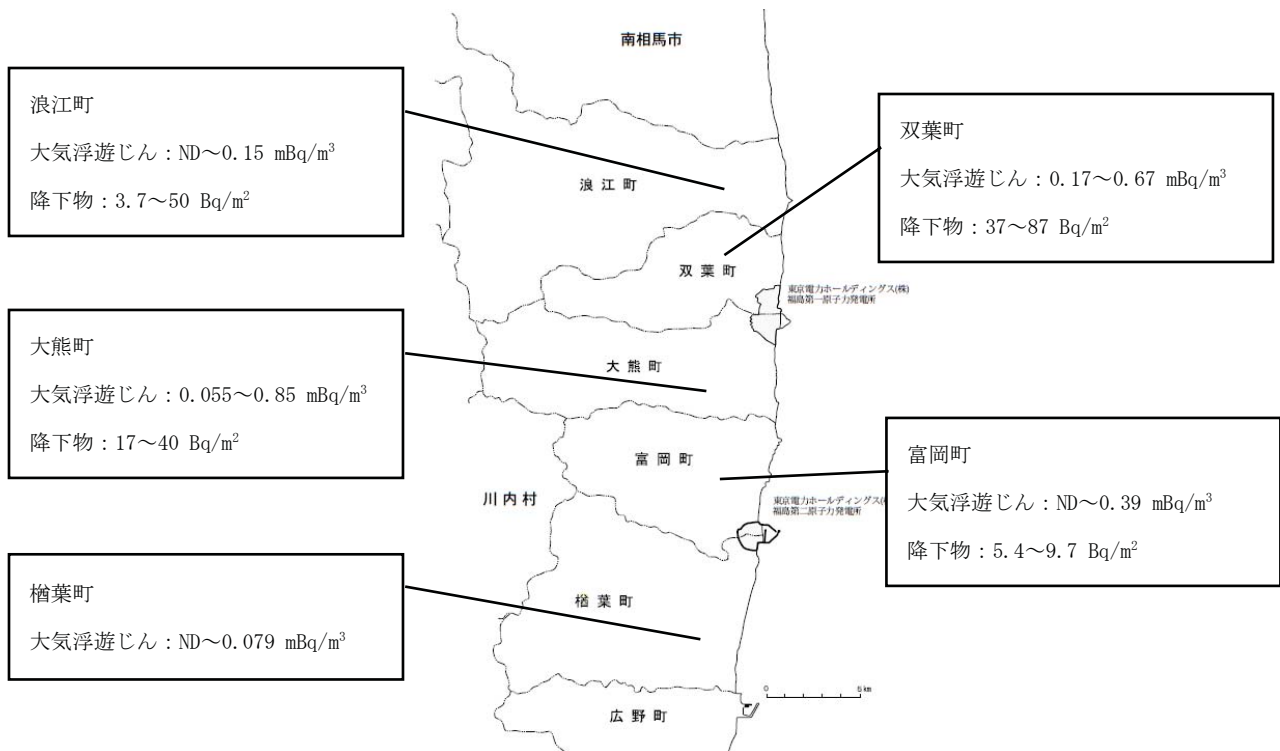 南相馬市
浪江町
大気浮遊じん：ND～0.15 mBq/m³
降下物：3.7～50 Bq/m²
双葉町
大気浮遊じん：0.17～0.67 mBq/m³
降下物：37～87 Bq/m²
浪江町
双葉町
東京電力ホールディングス(株)
福島第一原子力発電所
大熊町
大気浮遊じん：0.055～0.85 mBq/m³
降下物：17～40 Bq/m²
大熊町
富岡町
大気浮遊じん：ND～0.39 mBq/m³
降下物：5.4～9.7 Bq/m²
富岡町
川内村
東京電力ホールディングス(
福島第二原子力発電所
楢葉町
大気浮遊じん：ND～0.079 mBq/m³
楢葉町
0 5km
広野町